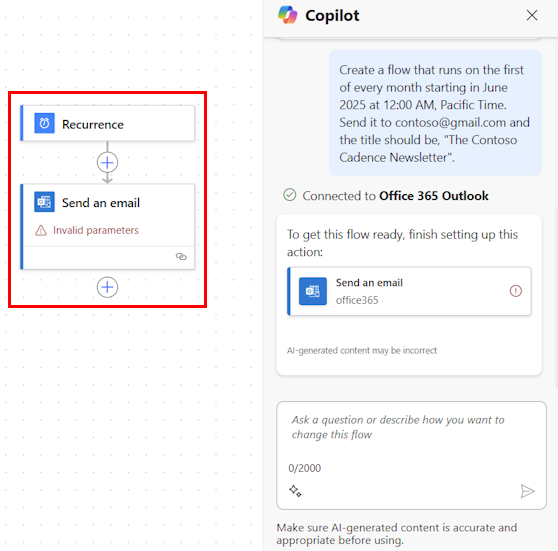 Recurrence
Send an email
Invalid parameters
Copilot
Create a flow that runs on the first
of every month starting in June
2025 at 12:00 AM, Pacific Time.
Send it to contoso@gmail.com and
the title should be, "The Contoso
Cadence Newsletter".
Connected to Office 365 Outlook
To get this flow ready, finish setting up this
action:
Send an email
office365
AI-generated content may be incorrect
Ask a question or describe how you want to
change this flow
0/2000
Make sure AI-generated content is accurate and
appropriate before using.